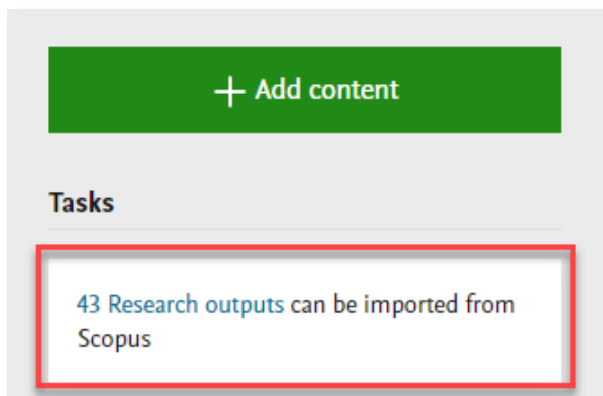 + Add content
Tasks
43 Research outputs can be imported from
Scopus